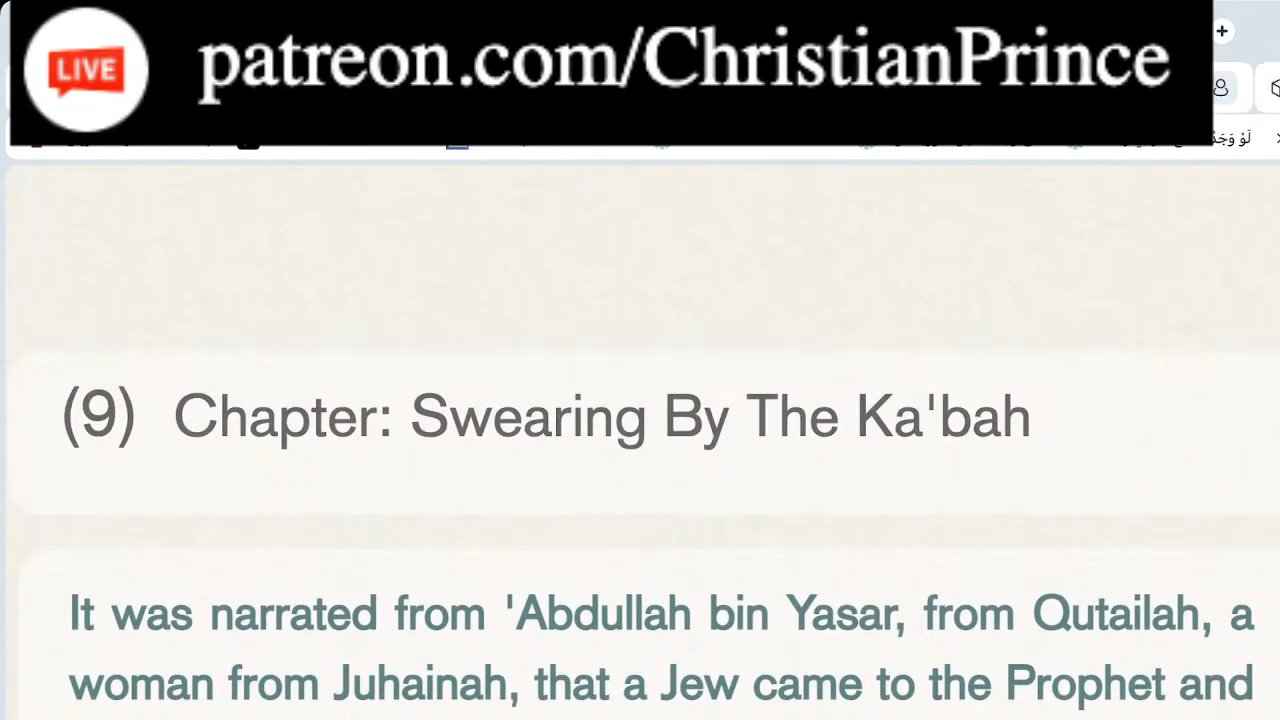 LIVE
patreon.com/ChristianPrince
(9) Chapter: Swearing By The Ka'bah
It was narrated from 'Abdullah bin Yasar, from Qutailah, a
woman from Juhainah, that a Jew came to the Prophet and